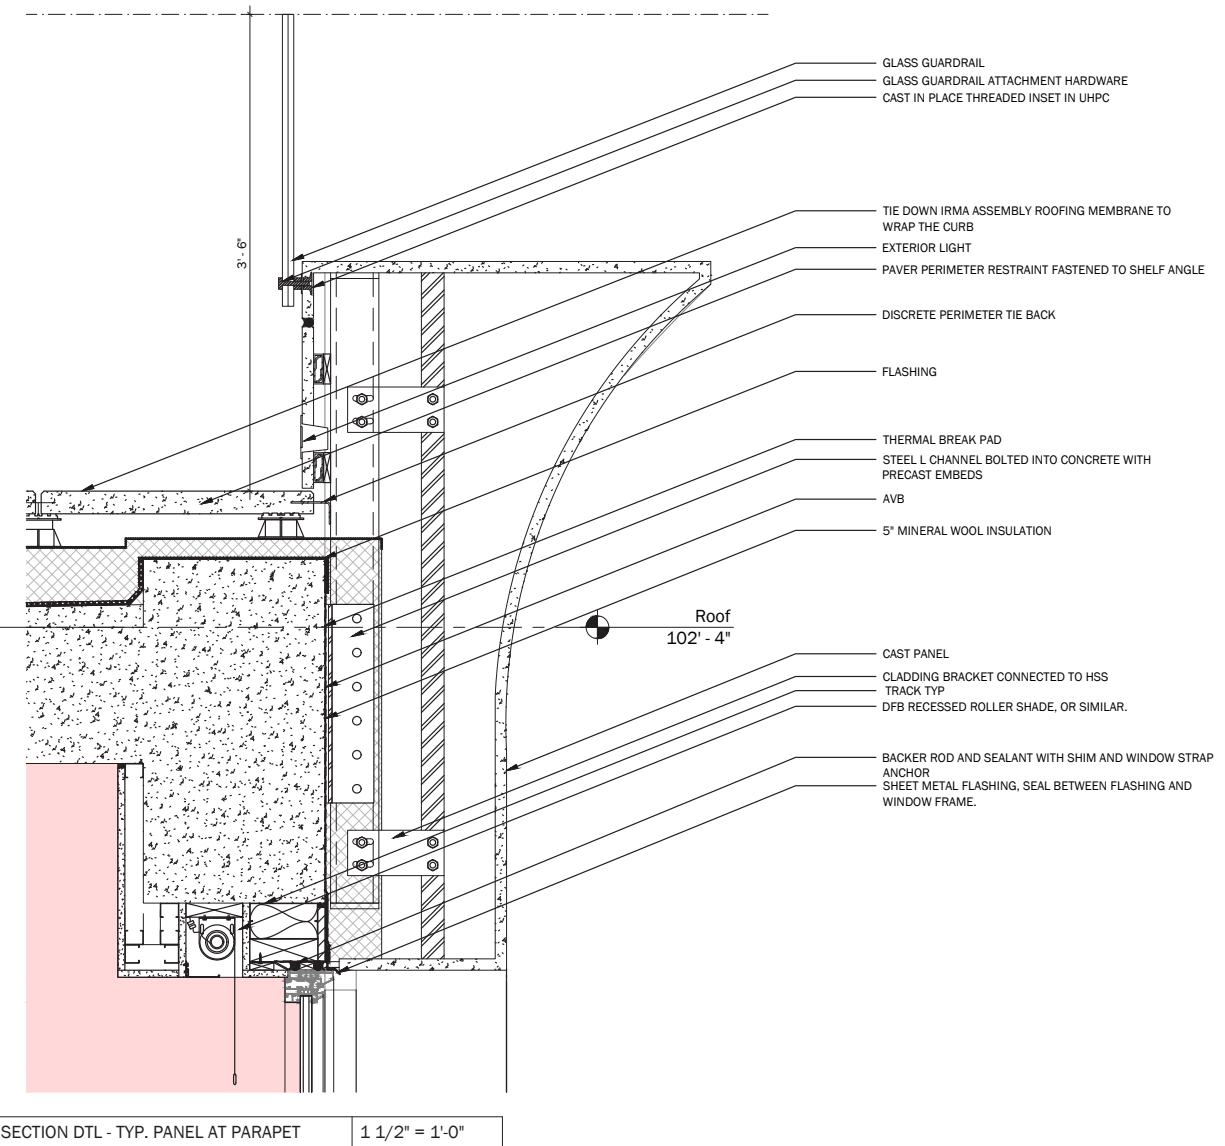 GLASS GUARDRAIL
GLASS GUARDRAIL ATTACHMENT HARDWARE
CAST IN PLACE THREADED INSET IN UHPC
TIE DOWN IRMA ASSEMBLY ROOFING MEMBRANE TO
WRAP THE CURB
EXTERIOR LIGHT
3' - 6"
PAVER PERIMETER RESTRAINT FASTENED TO SHELF ANGLE
DISCRETE PERIMETER TIE BACK
FLASHING
THERMAL BREAK PAD
STEEL L CHANNEL BOLTED INTO CONCRETE WITH
PRECAST EMBEDS
AVB
5" MINERAL WOOL INSULATION
Roof
102' - 4"
CAST PANEL
CLADDING BRACKET CONNECTED TO HSS
TRACK TYP
DFB RECESSED ROLLER SHADE, OR SIMILAR.
BACKER ROD AND SEALANT WITH SHIM AND WINDOW STRAP
ANCHOR
SHEET METAL FLASHING, SEAL BETWEEN FLASHING AND
WINDOW FRAME.
SECTION DTL - TYP. PANEL AT PARAPET
1 1/2" = 1'-0"